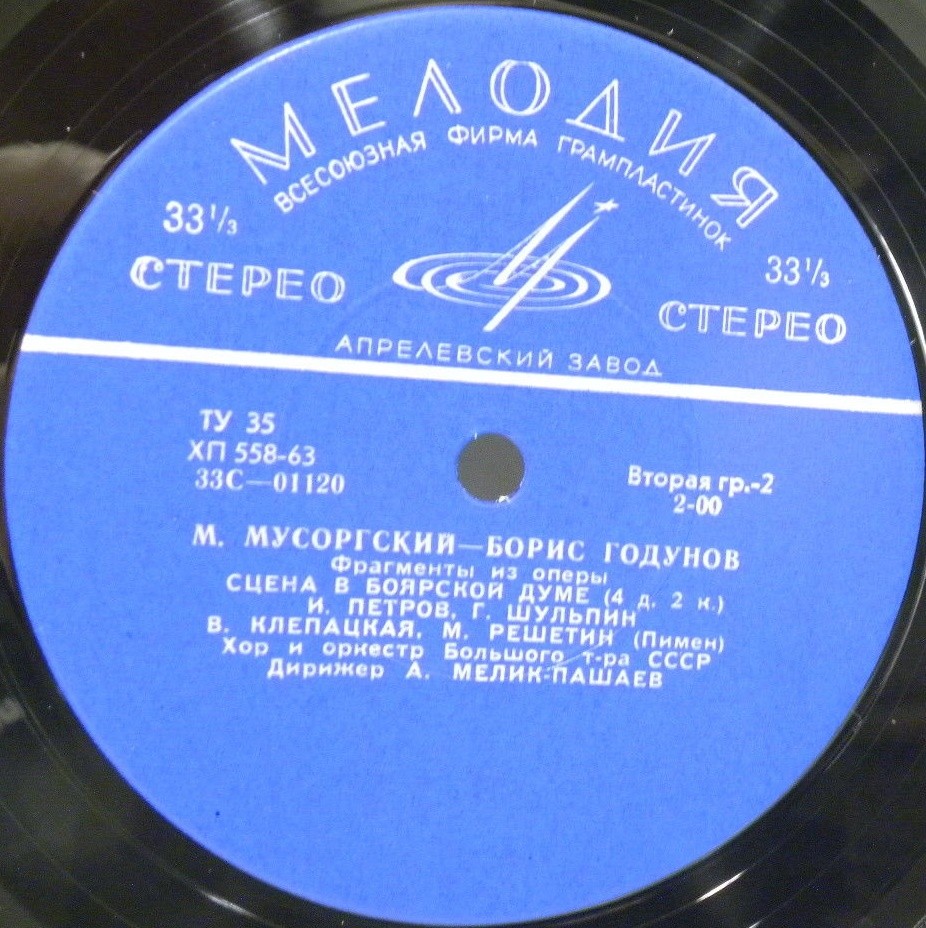 МЕЛОДИЯ
ВСЕСОЮЗНАЯ ФИРМА ГРАМПЛАСТИНОК
33⅓
33⅓
СТЕРЕО
СТЕРЕО
АПРЕЛЕВСКИЙ ЗАВОД
ТУ 35
ХП 558-63
33С—01120
Вторая гр.-2
2-00
М. МУСОРГСКИЙ—БОРИС ГОДУНОВ
Фрагменты из оперы
СЦЕНА В БОЯРСКОЙ ДУМЕ (4 д. 2 к.)
И. ПЕТРОВ, Г. ШУЛЬПИН
В. КЛЕПАЦКАЯ, М. РЕШЕТИН (Пимен)
Хор и оркестр Большого т-ра СССР
Дирижер А. МЕЛИК-ПАШАЕВ